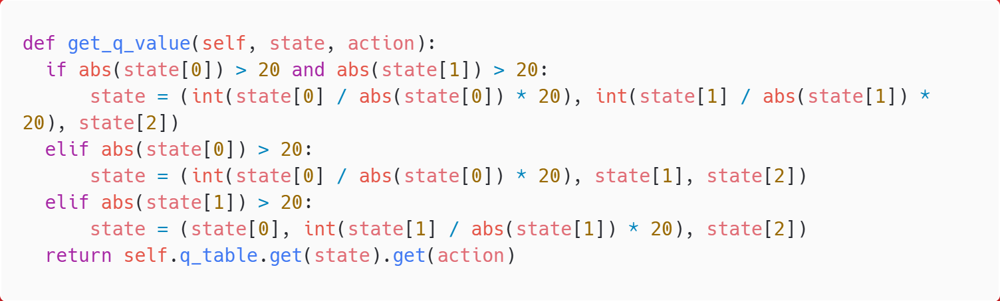 def get_q_value(self, state, action):
  if abs(state[0]) > 20 and abs(state[1]) > 20:
      state = (int(state[0] / abs(state[0]) * 20), int(state[1] / abs(state[1]) *
20), state[2])
  elif abs(state[0]) > 20:
      state = (int(state[0] / abs(state[0]) * 20), state[1], state[2])
  elif abs(state[1]) > 20:
      state = (state[0], int(state[1] / abs(state[1]) * 20), state[2])
  return self.q_table.get(state).get(action)